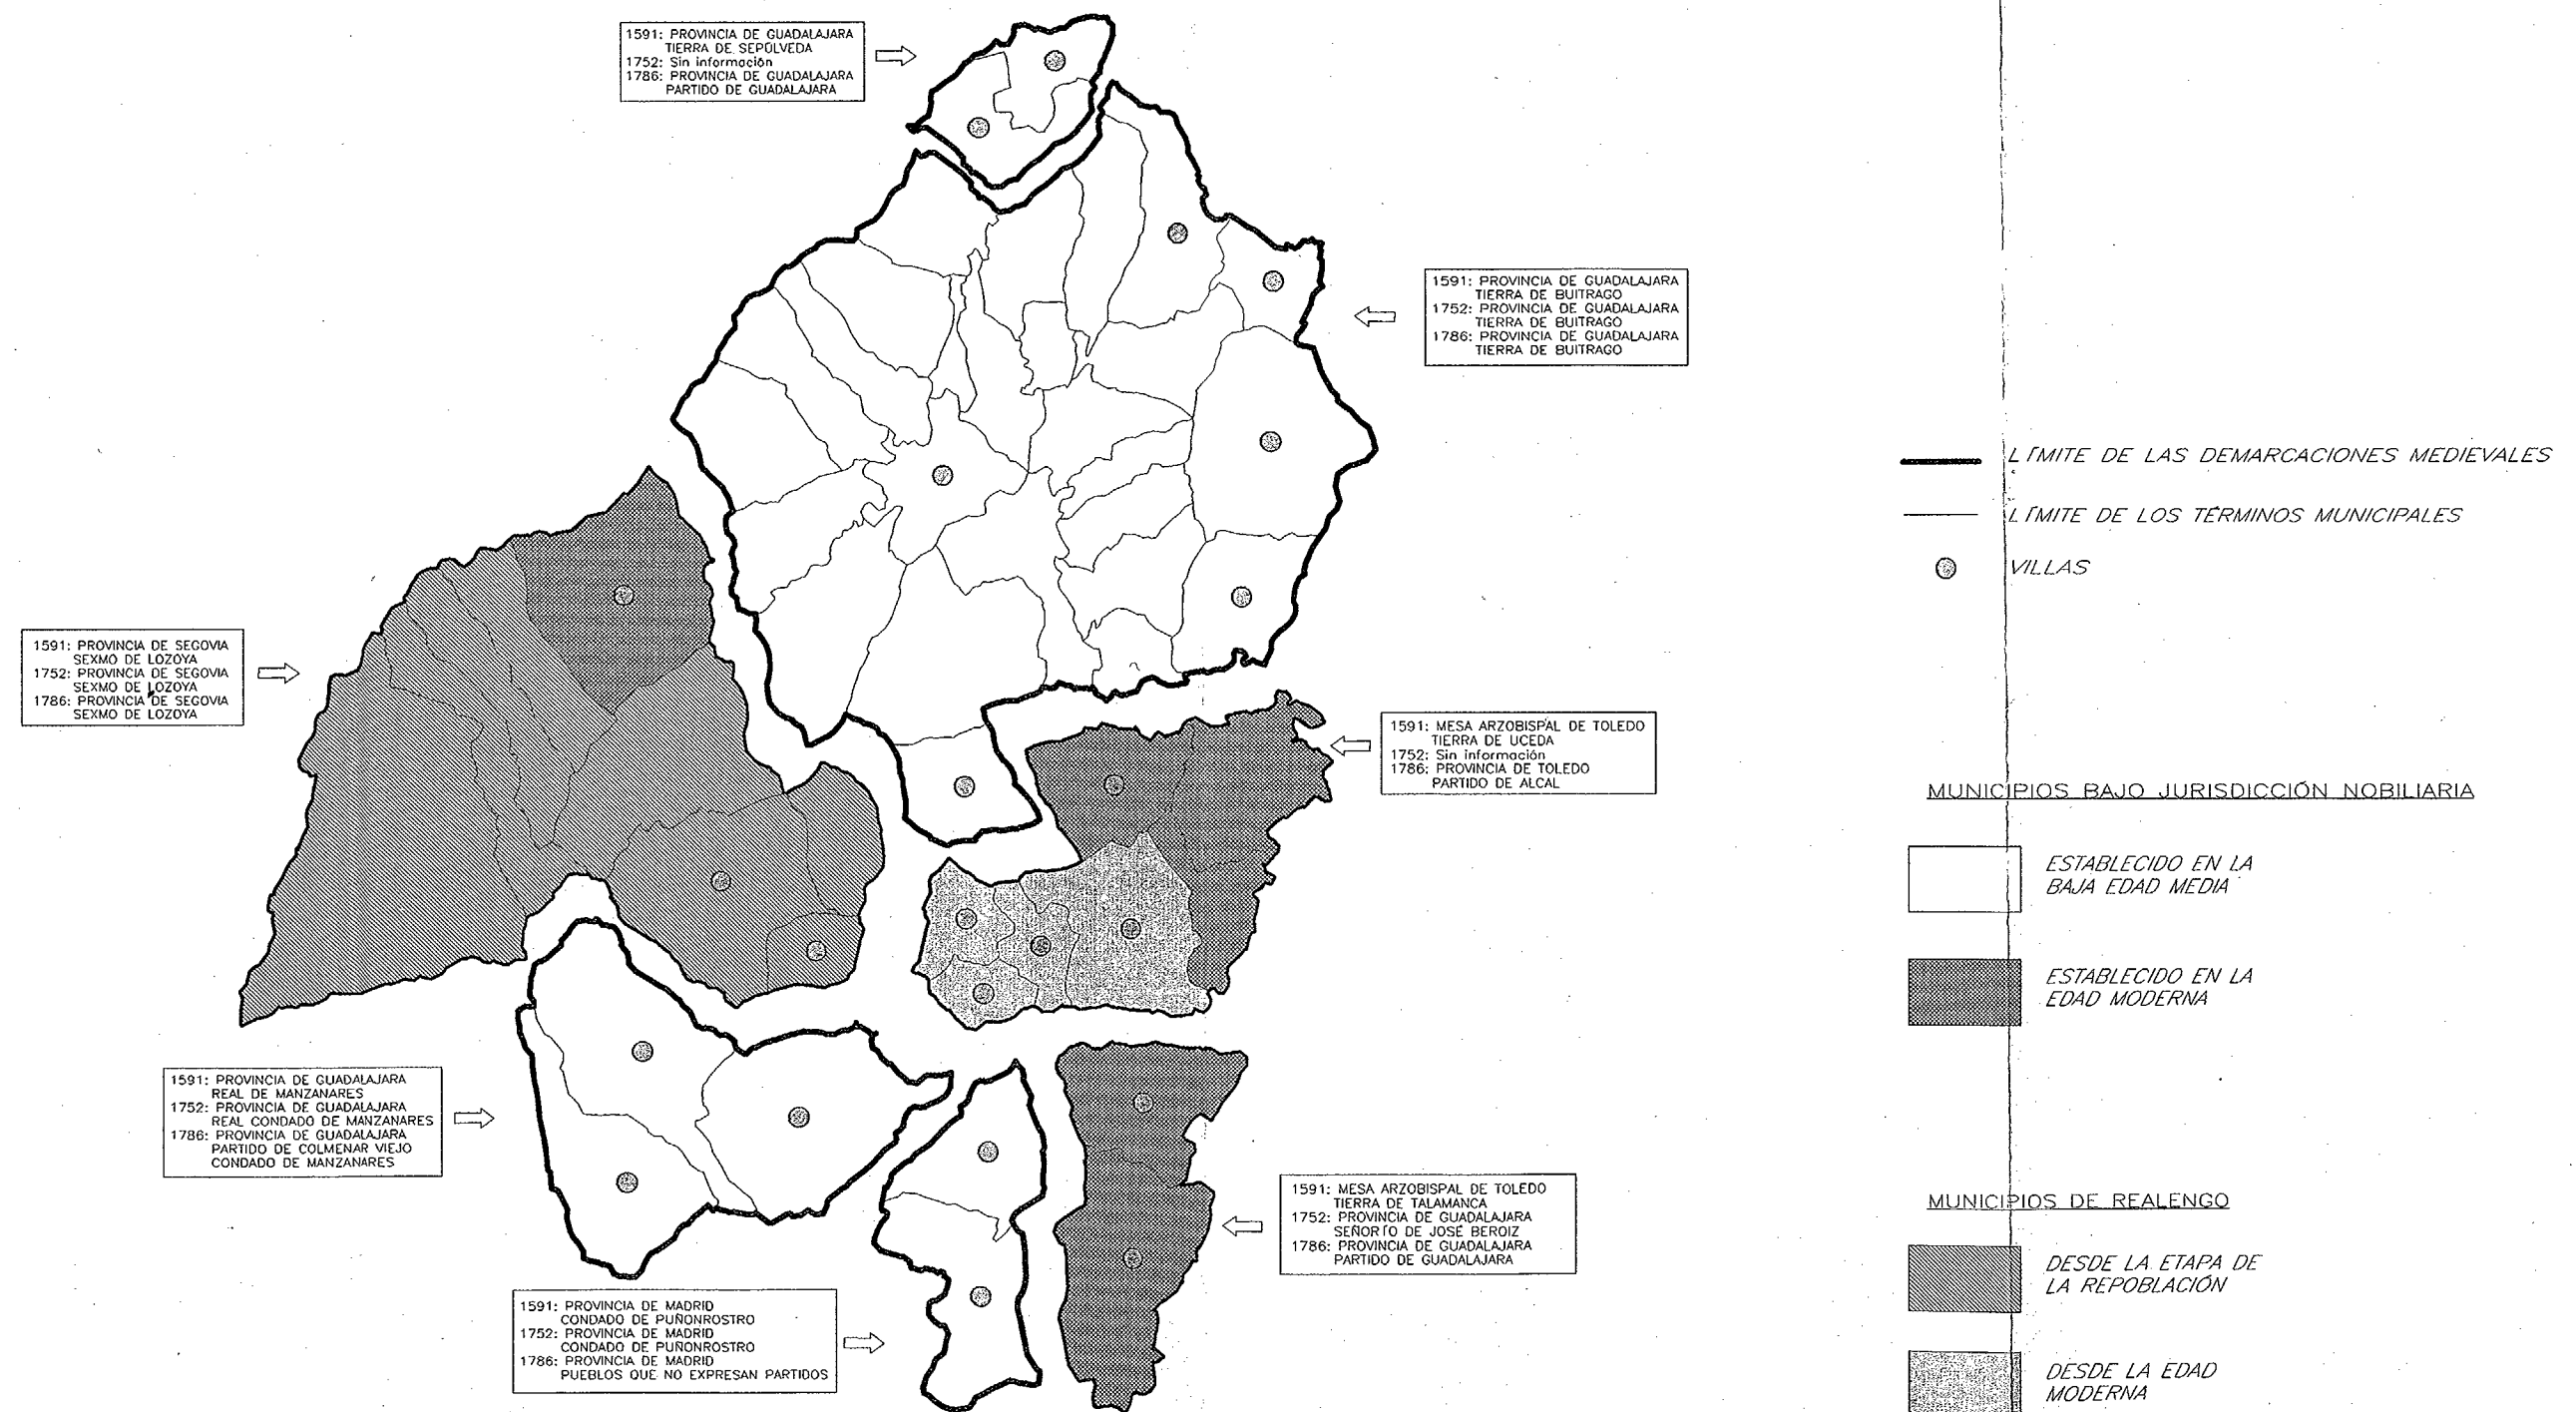 1591: PROVINCIA DE GUADALAJARA
TIERRA DE SEPÚLVEDA
1752: Sin información
1786: PROVINCIA DE GUADALAJARA
PARTIDO DE GUADALAJARA
1591: PROVINCIA DE GUADALAJARA
TIERRA DE BUITRAGO
1752: PROVINCIA DE GUADALAJARA
TIERRA DE BUITRAGO
1786: PROVINCIA DE GUADALAJARA
TIERRA DE BUITRAGO
1591: PROVINCIA DE SEGOVIA
SEXMO DE LOZOYA
1752: PROVINCIA DE SEGOVIA
SEXMO DE LOZOYA
1786: PROVINCIA DE SEGOVIA
SEXMO DE LOZOYA
1591: MESA ARZOBISPAL DE TOLEDO
TIERRA DE UCEDA
1752: Sin información
1786: PROVINCIA DE TOLEDO
PARTIDO DE ALCAL
1591: PROVINCIA DE GUADALAJARA
REAL DE MANZANARES
1752: PROVINCIA DE GUADALAJARA
REAL CONDADO DE MANZANARES
1786: PROVINCIA DE GUADALAJARA
PARTIDO DE COLMENAR VIEJO
CONDADO DE MANZANARES
1591: MESA ARZOBISPAL DE TOLEDO
TIERRA DE TALAMANCA
1752: PROVINCIA DE GUADALAJARA
SEÑORÍO DE JOSÉ BEROIZ
1786: PROVINCIA DE GUADALAJARA
PARTIDO DE GUADALAJARA
1591: PROVINCIA DE MADRID
CONDADO DE PUÑONROSTRO
1752: PROVINCIA DE MADRID
CONDADO DE PUÑONROSTRO
1786: PROVINCIA DE MADRID
PUEBLOS QUE NO EXPRESAN PARTIDOS
LÍMITE DE LAS DEMARCACIONES MEDIEVALES
LÍMITE DE LOS TÉRMINOS MUNICIPALES
VILLAS
MUNICIPIOS BAJO JURISDICCIÓN NOBILIARIA
ESTABLECIDO EN LA
BAJA EDAD MEDIA
ESTABLECIDO EN LA
EDAD MODERNA
MUNICIPIOS DE REALENGO
DESDE LA ETAPA DE
LA REPOBLACIÓN
DESDE LA EDAD
MODERNA